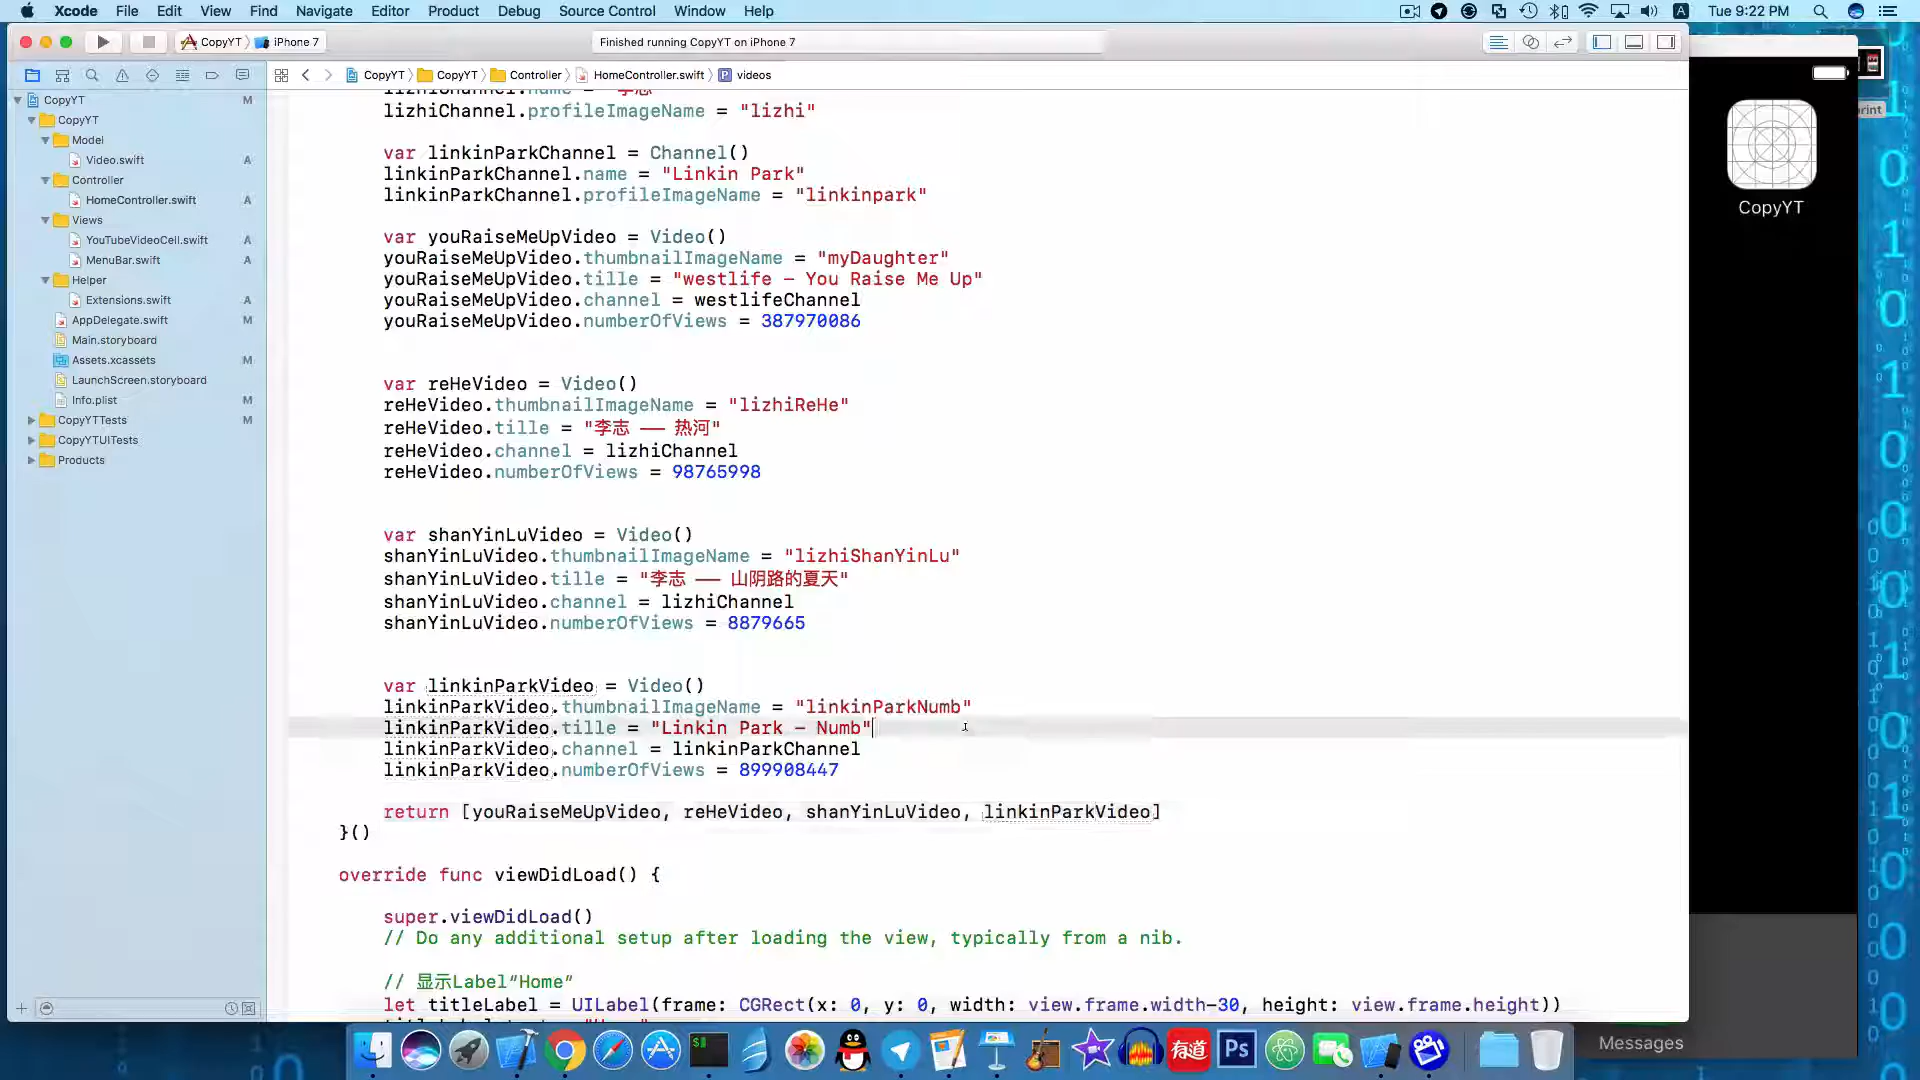 Xcode File Edit View Find Navigate Editor Product Debug Source Control Window Help
Tue 9:22 PM
CopyYT iPhone 7
Finished running CopyYT on iPhone 7
CopyYT CopyYT Controller HomeController.swift videos
CopyYT M
CopyYT
Model
Video.swift A
Controller
HomeController.swift A
Views
YouTubeVideoCell.swift A
MenuBar.swift A
Helper
Extensions.swift A
AppDelegate.swift M
Main.storyboard
Assets.xcassets M
LaunchScreen.storyboard
Info.plist M
CopyYTTests M
CopyYTUITests
Products
lizhiChannel.name = "李志"
lizhiChannel.profileImageName = "lizhi"
var linkinParkChannel = Channel()
linkinParkChannel.name = "Linkin Park"
linkinParkChannel.profileImageName = "linkinpark"
var youRaiseMeUpVideo = Video()
youRaiseMeUpVideo.thumbnailImageName = "myDaughter"
youRaiseMeUpVideo.tille = "westlife - You Raise Me Up"
youRaiseMeUpVideo.channel = westlifeChannel
youRaiseMeUpVideo.numberOfViews = 387970086
var reHeVideo = Video()
reHeVideo.thumbnailImageName = "lizhiReHe"
reHeVideo.tille = "李志 —— 热河"
reHeVideo.channel = lizhiChannel
reHeVideo.numberOfViews = 98765998
var shanYinLuVideo = Video()
shanYinLuVideo.thumbnailImageName = "lizhiShanYinLu"
shanYinLuVideo.tille = "李志 —— 山阴路的夏天"
shanYinLuVideo.channel = lizhiChannel
shanYinLuVideo.numberOfViews = 8879665
var linkinParkVideo = Video()
linkinParkVideo.thumbnailImageName = "linkinParkNumb"
linkinParkVideo.tille = "Linkin Park - Numb"
linkinParkVideo.channel = linkinParkChannel
linkinParkVideo.numberOfViews = 899908447
return [youRaiseMeUpVideo, reHeVideo, shanYinLuVideo, linkinParkVideo]
}()
override func viewDidLoad() {
super.viewDidLoad()
// Do any additional setup after loading the view, typically from a nib.
// 显示Label“Home”
let titleLabel = UILabel(frame: CGRect(x: 0, y: 0, width: view.frame.width-30, height: view.frame.height))
CopyYT
Messages
有道
Ps